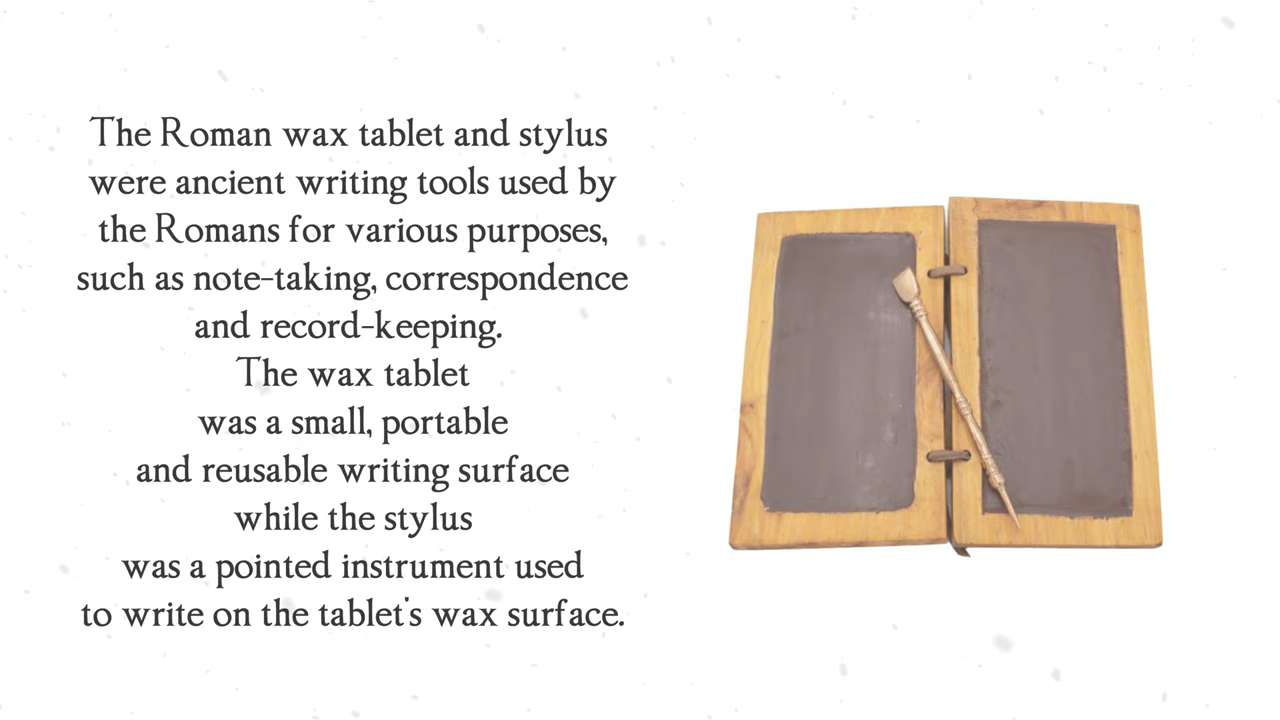 The Roman wax tablet and stylus
were ancient writing tools used by
the Romans for various purposes,
such as note-taking, correspondence
and record-keeping.
The wax tablet
was a small, portable
and reusable writing surface
while the stylus
was a pointed instrument used
to write on the tablet's wax surface.